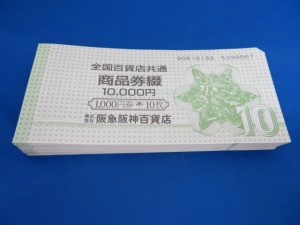 全国百貨店共通
商品券綴
10,000円
1,000円券 10枚
株式会社 阪急阪神百貨店
10